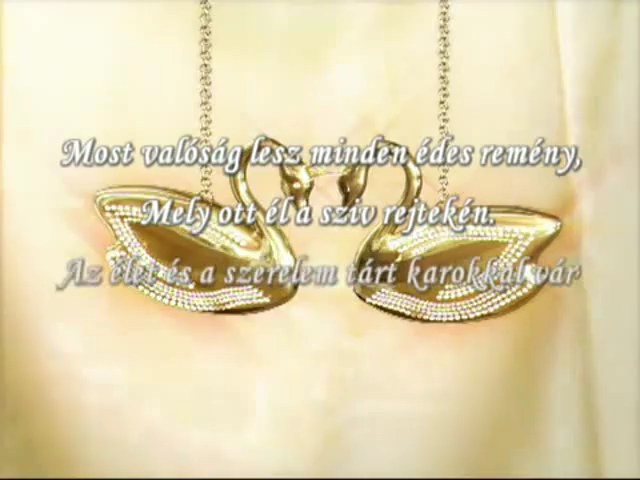 Most valóság lesz minden édes remény,
Mely ott él a sziv rejtekén.
Az élet és a szerelem tárt karokkal vár